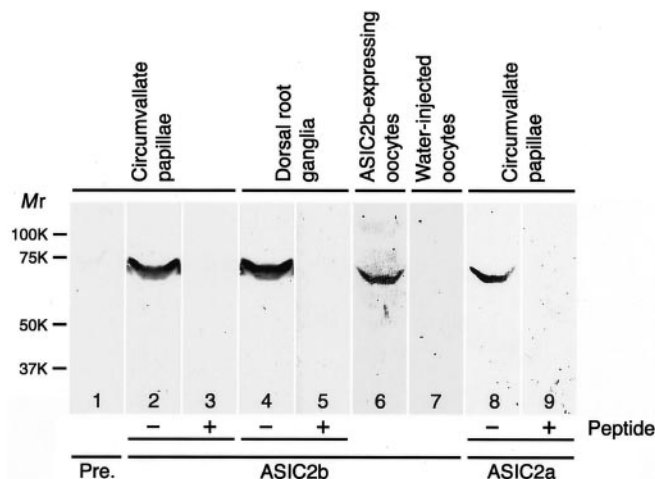 Circumvallate
papillae
Dorsal root
ganglia
ASIC2b-expressing
oocytes
Water-injected
oocytes
Circumvallate
papillae
Mr
100K
75K
50K
37K
1 2 3 4 5 6 7 8 9
– + – + – + Peptide
Pre. ASIC2b ASIC2a